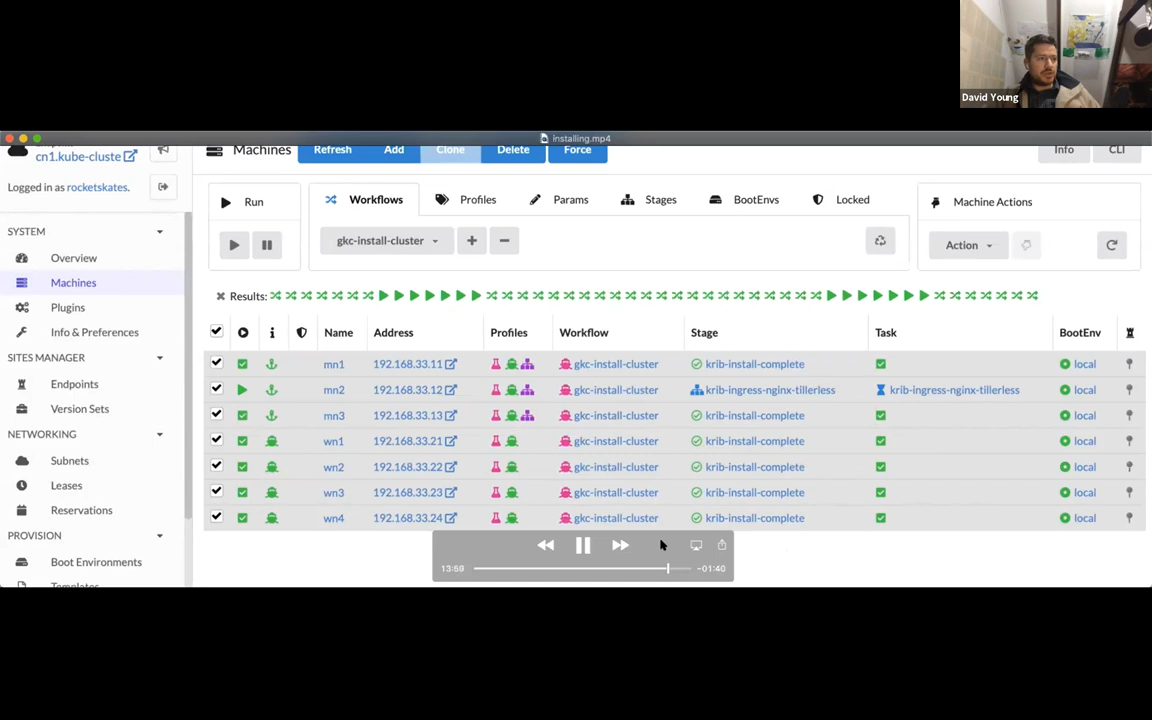 David Young
installing.mp4
cn1.kube-cluste
Machines
Refresh
Add
Clone
Delete
Force
Info
CLI
Logged in as rocketskates.
Run
Workflows
Profiles
Params
Stages
BootEnvs
Locked
Machine Actions
gkc-install-cluster
Action
SYSTEM
Overview
Machines
Plugins
Info & Preferences
SITES MANAGER
Endpoints
Version Sets
NETWORKING
Subnets
Leases
Reservations
PROVISION
Boot Environments
Templates
Results:
Name Address Profiles Workflow Stage Task BootEnv
mn1 192.168.33.11 gkc-install-cluster krib-install-complete local
mn2 192.168.33.12 gkc-install-cluster krib-ingress-nginx-tillerless krib-ingress-nginx-tillerless local
mn3 192.168.33.13 gkc-install-cluster krib-install-complete local
wn1 192.168.33.21 gkc-install-cluster krib-install-complete local
wn2 192.168.33.22 gkc-install-cluster krib-install-complete local
wn3 192.168.33.23 gkc-install-cluster krib-install-complete local
wn4 192.168.33.24 gkc-install-cluster krib-install-complete local
13:59
-01:40